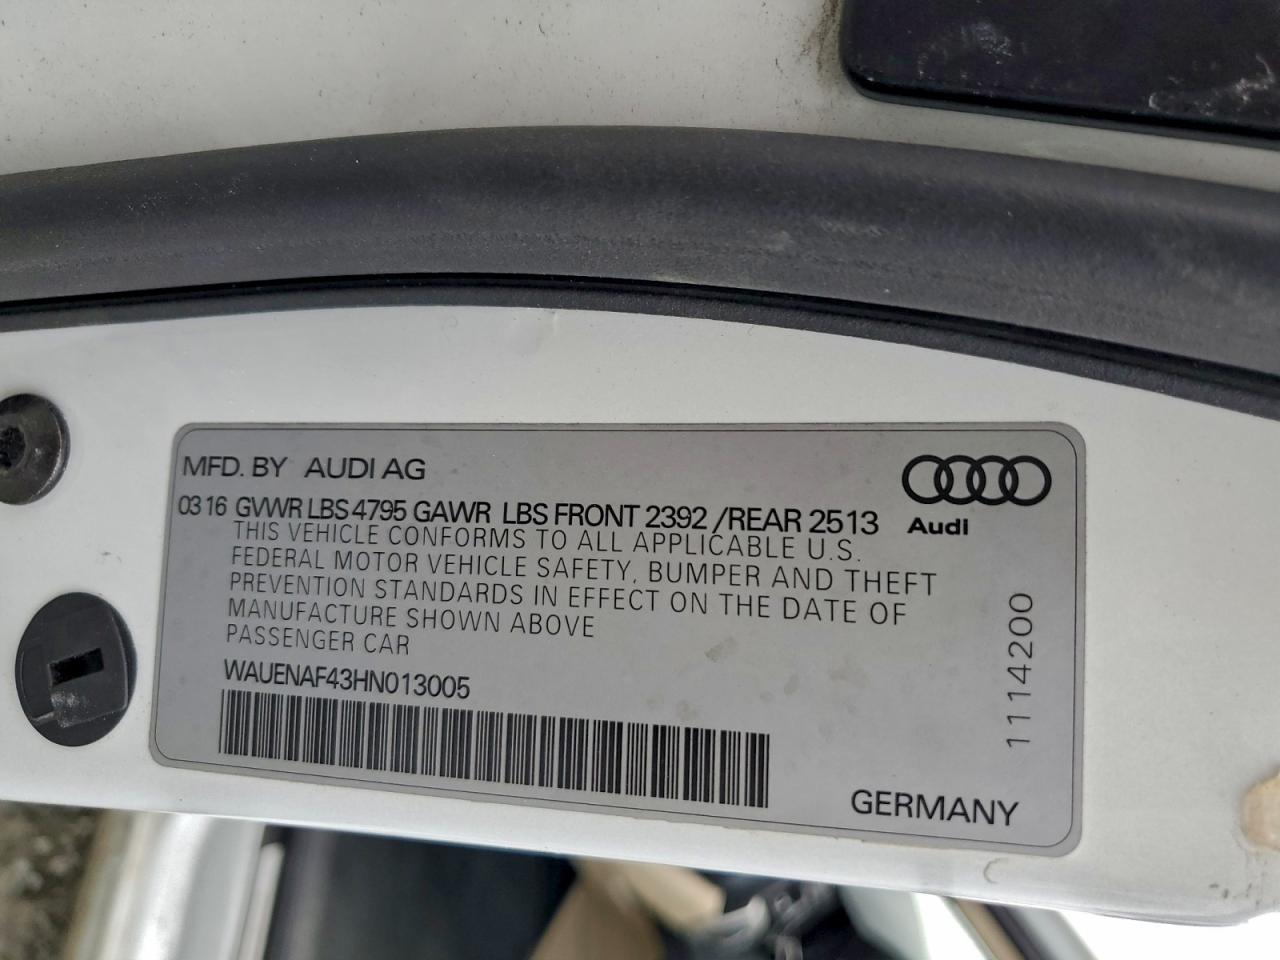 MFD. BY AUDI AG
0316 GVWR LBS 4795 GAWR LBS FRONT 2392 /REAR 2513
Audi
THIS VEHICLE CONFORMS TO ALL APPLICABLE U.S.
FEDERAL MOTOR VEHICLE SAFETY, BUMPER AND THEFT
PREVENTION STANDARDS IN EFFECT ON THE DATE OF
MANUFACTURE SHOWN ABOVE
PASSENGER CAR
WAUENAF43HN013005
1114200
GERMANY